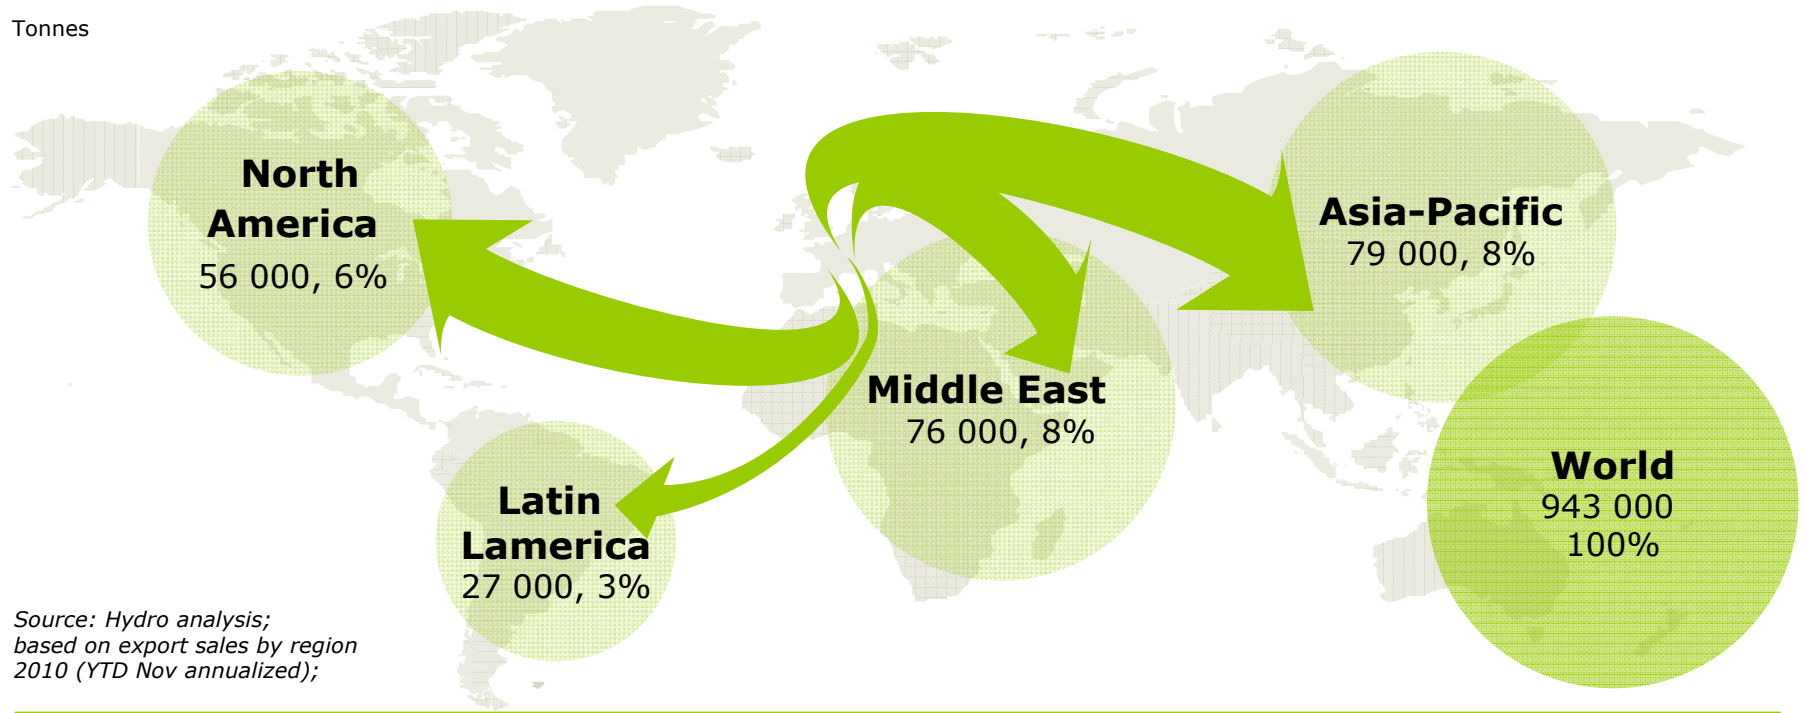 Tonnes
North
America
56 000, 6%
Asia-Pacific
79 000, 8%
Middle East
76 000, 8%
World
943 000
100%
Latin
Lamerica
27 000, 3%
Source: Hydro analysis;
based on export sales by region
2010 (YTD Nov annualized);